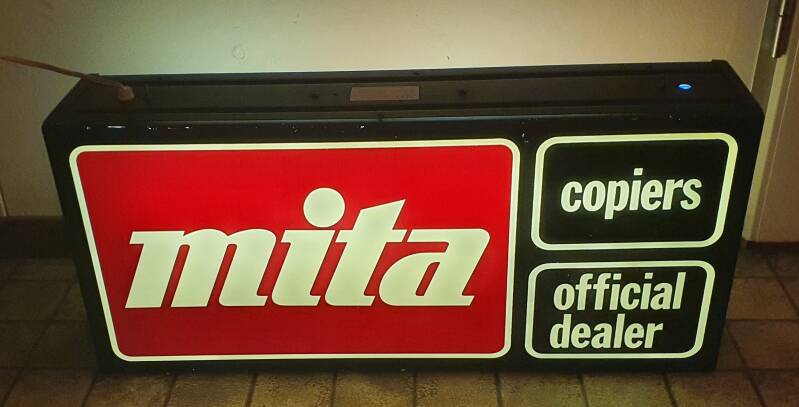 mita
copiers
official
dealer